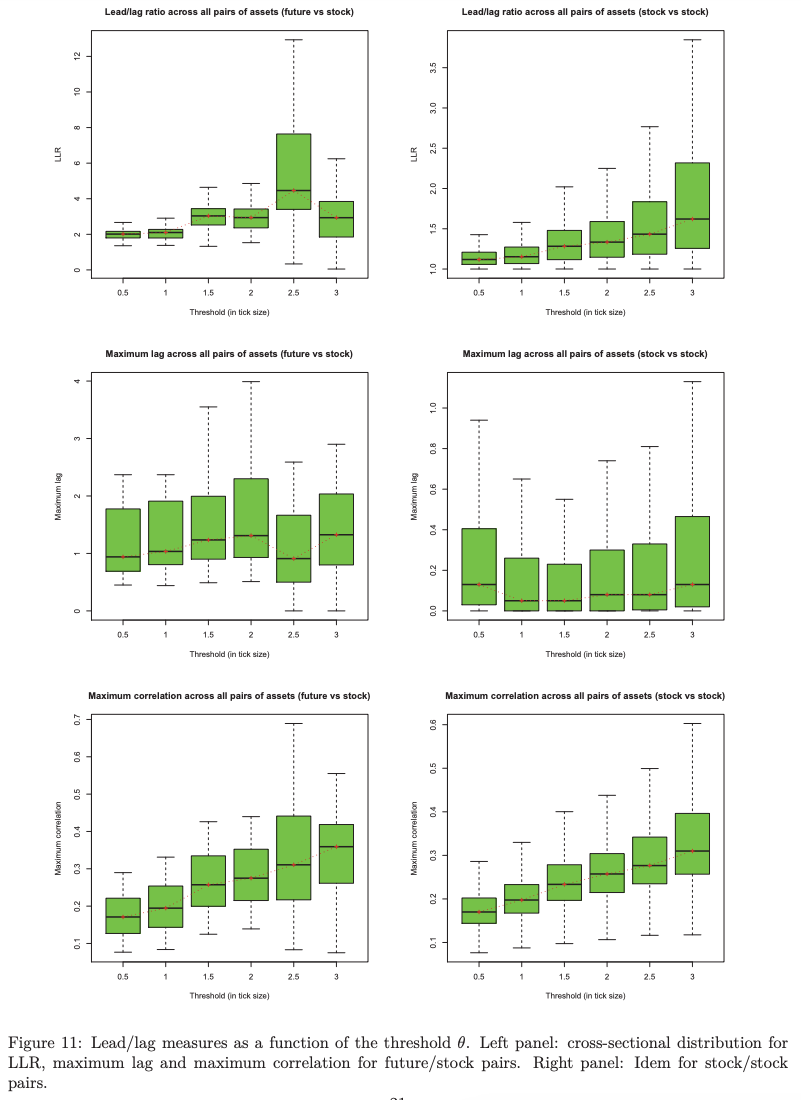 Lead/lag ratio across all pairs of assets (future vs stock)
LLR
0
2
4
6
8
10
12
0.5 1 1.5 2 2.5 3
Threshold (in tick size)
Lead/lag ratio across all pairs of assets (stock vs stock)
LLR
1.0
1.5
2.0
2.5
3.0
3.5
0.5 1 1.5 2 2.5 3
Threshold (in tick size)
Maximum lag across all pairs of assets (future vs stock)
Maximum lag
0
1
2
3
4
0.5 1 1.5 2 2.5 3
Threshold (in tick size)
Maximum lag across all pairs of assets (stock vs stock)
Maximum lag
0.0
0.2
0.4
0.6
0.8
1.0
0.5 1 1.5 2 2.5 3
Threshold (in tick size)
Maximum correlation across all pairs of assets (future vs stock)
Maximum correlation
0.1
0.2
0.3
0.4
0.5
0.6
0.7
0.5 1 1.5 2 2.5 3
Threshold (in tick size)
Maximum correlation across all pairs of assets (stock vs stock)
Maximum correlation
0.1
0.2
0.3
0.4
0.5
0.6
0.5 1 1.5 2 2.5 3
Threshold (in tick size)
Figure 11: Lead/lag measures as a function of the threshold θ. Left panel: cross-sectional distribution for
LLR, maximum lag and maximum correlation for future/stock pairs. Right panel: Idem for stock/stock
pairs.